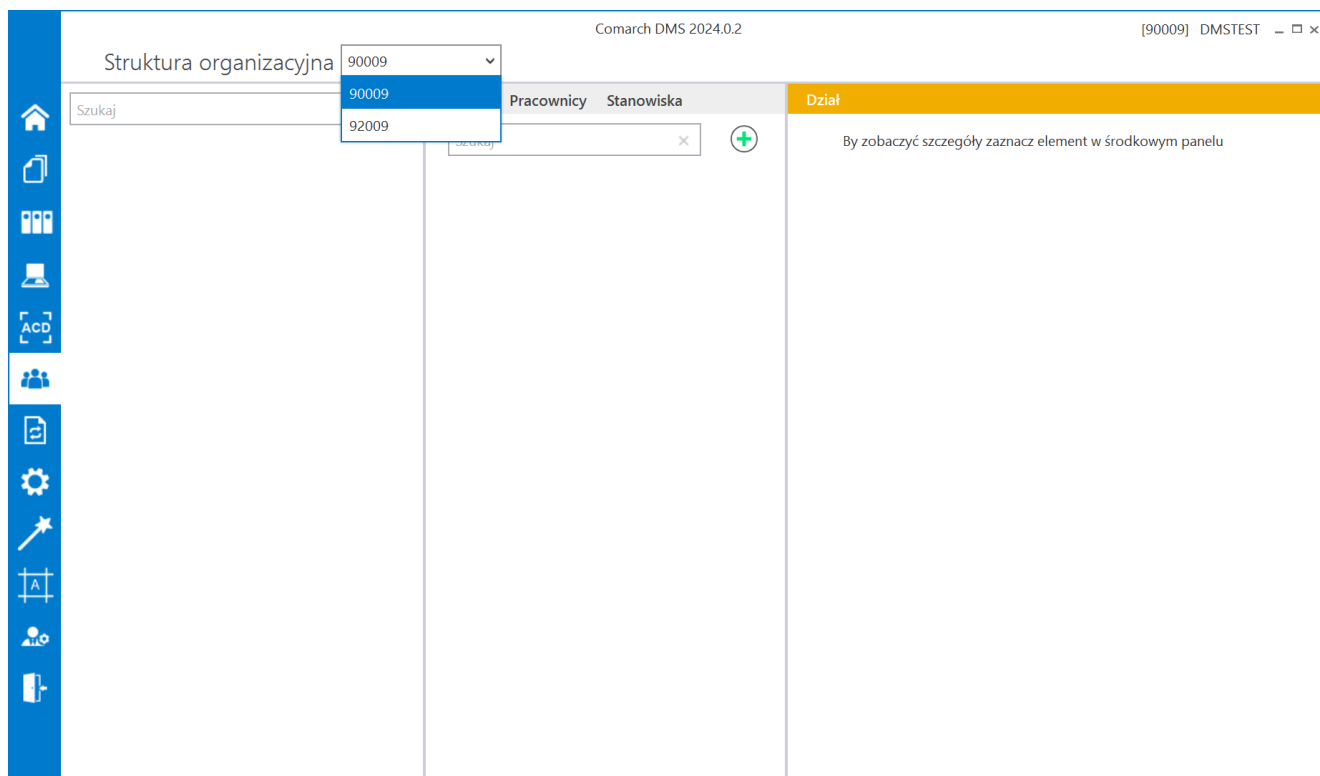 Comarch DMS 2024.0.2
[90009] DMSTEST
Struktura organizacyjna 90009
90009
92009
Szukaj
Pracownicy Stanowiska
Szukaj
Dział
By zobaczyć szczegóły zaznacz element w środkowym panelu
ACD
A